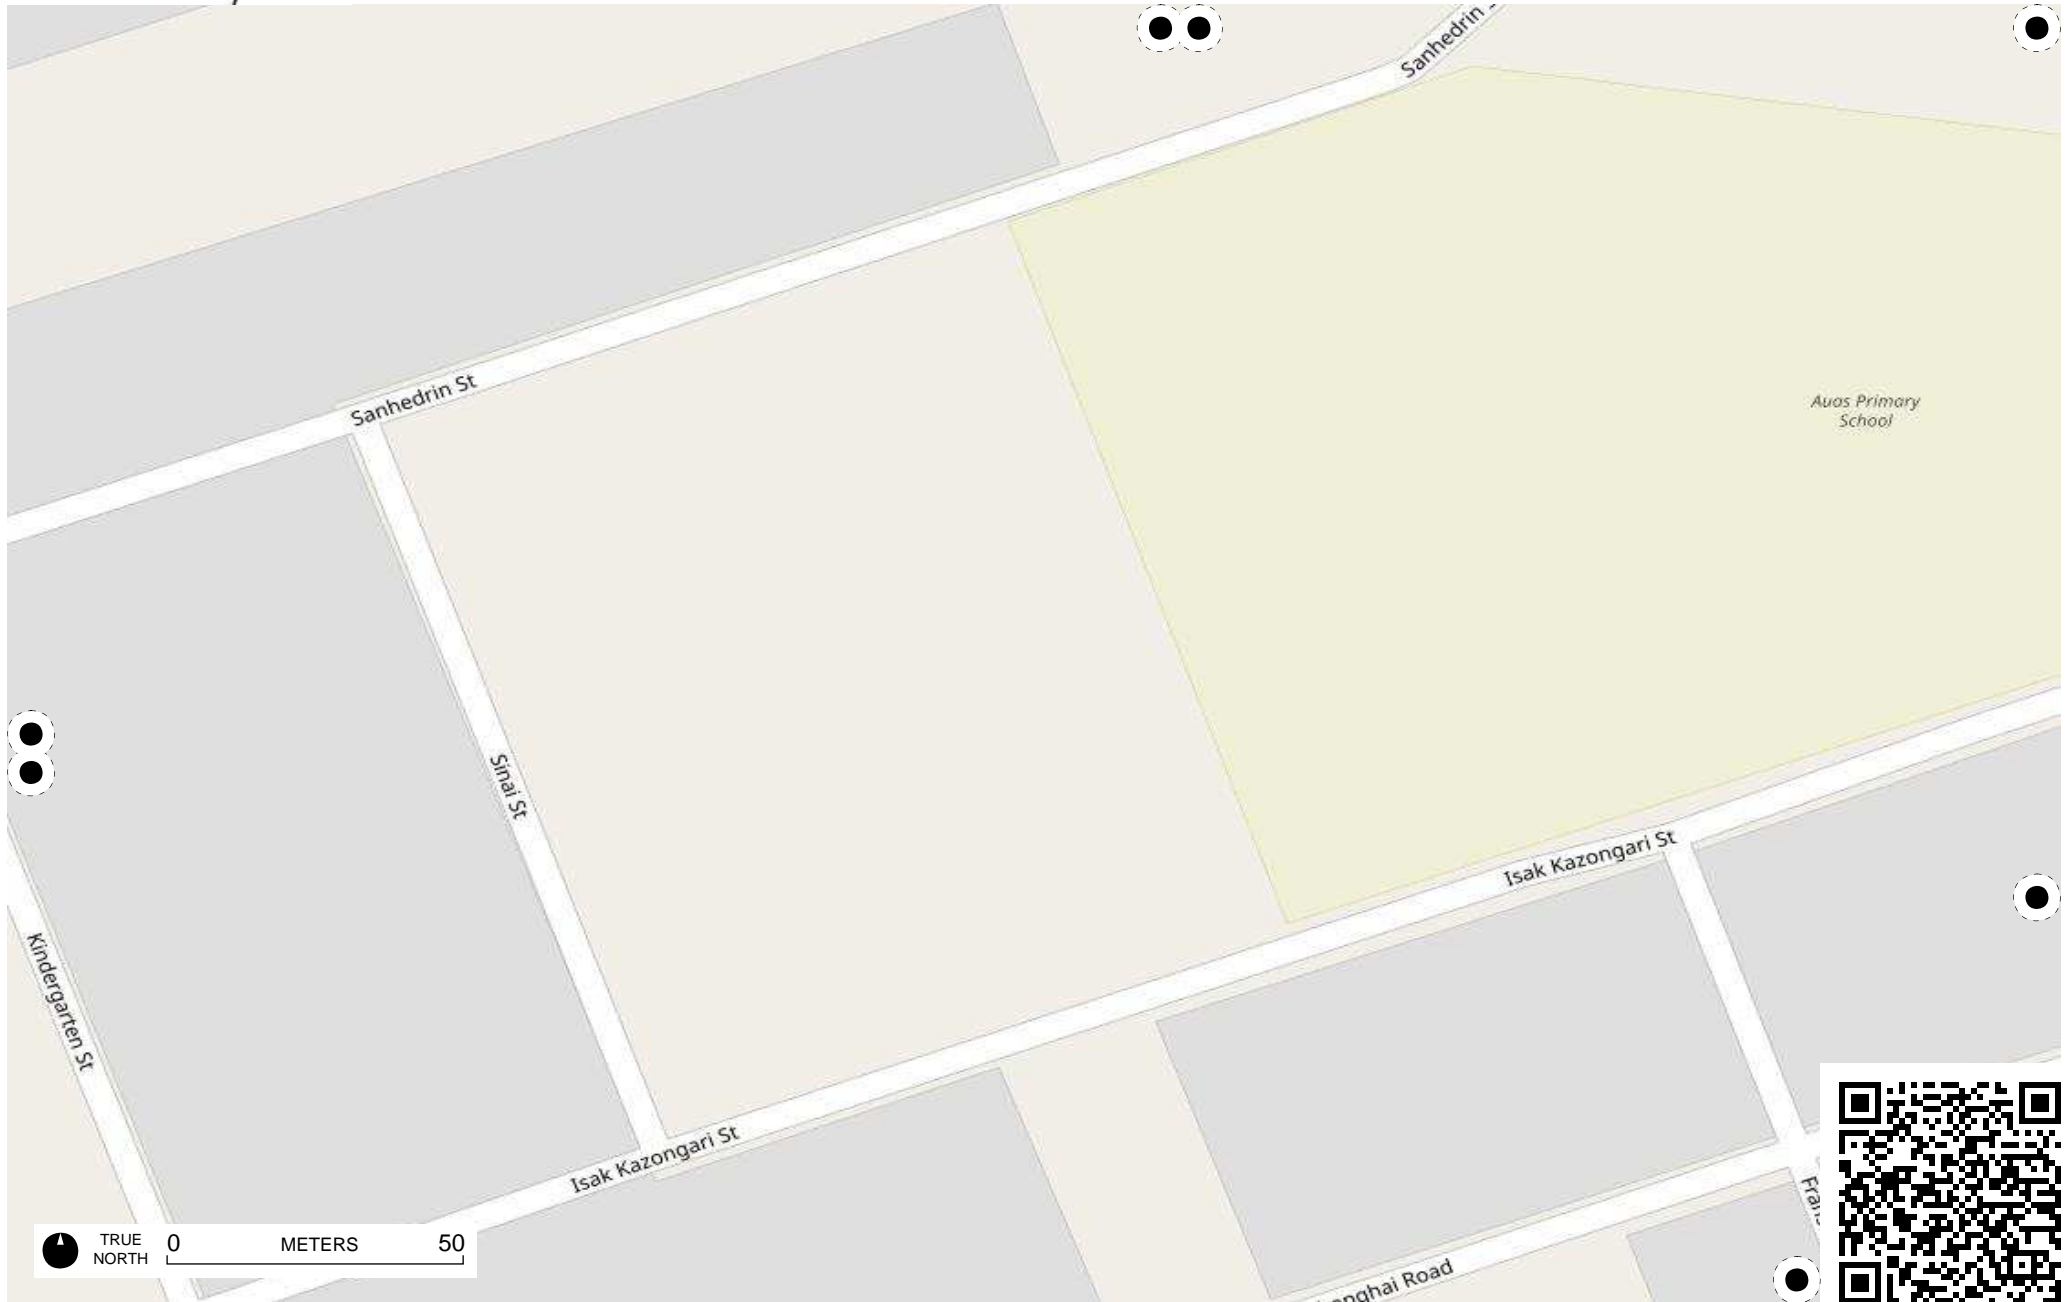 Sanhedrin
Sanhedrin St
Auas Primary
School
Sinai St
Isak Kazongari St
Kindergarten St
Isak Kazongari St
TRUE
NORTH
0 METERS 50
Road